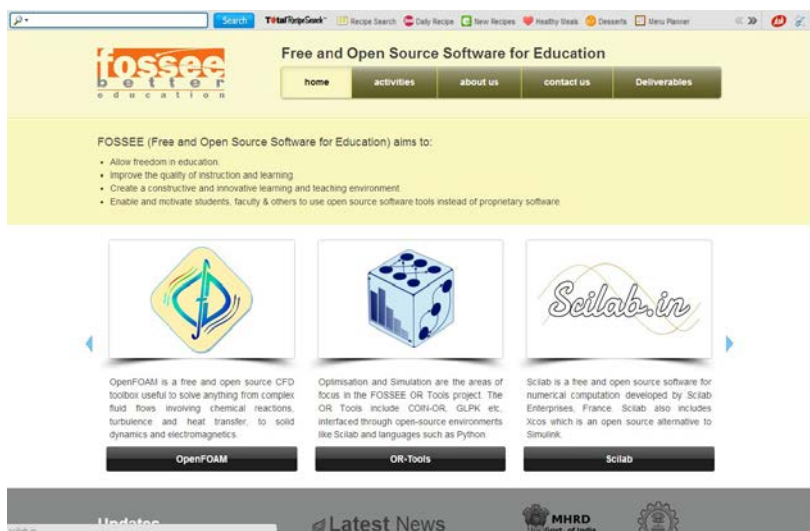 Search TotalRecipeSearch™ Recipe Search Daily Recipe New Recipes Healthy Meals Desserts Menu Planner
fossee
better
education
Free and Open Source Software for Education
home activities about us contact us Deliverables
FOSSEE (Free and Open Source Software for Education) aims to:
• Allow freedom in education.
• Improve the quality of instruction and learning
• Create a constructive and innovative learning and teaching environment.
• Enable and motivate students, faculty & others to use open source software tools instead of proprietary software.
Scilab.in
OpenFOAM is a free and open source CFD
toolbox useful to solve anything from complex
fluid flows involving chemical reactions,
turbulence and heat transfer, to solid
dynamics and electromagnetics.
OpenFOAM
Optimisation and Simulation are the areas of
focus in the FOSSEE OR Tools project. The
OR Tools include COIN-OR, GLPK etc,
interfaced through open-source environments
like Scilab and languages such as Python.
OR-Tools
Scilab is a free and open source software for
numerical computation developed by Scilab
Enterprises, France. Scilab also includes
Xcos which is an open source alternative to
Simulink.
Scilab
Updates
Latest News
MHRD
Govt. of India